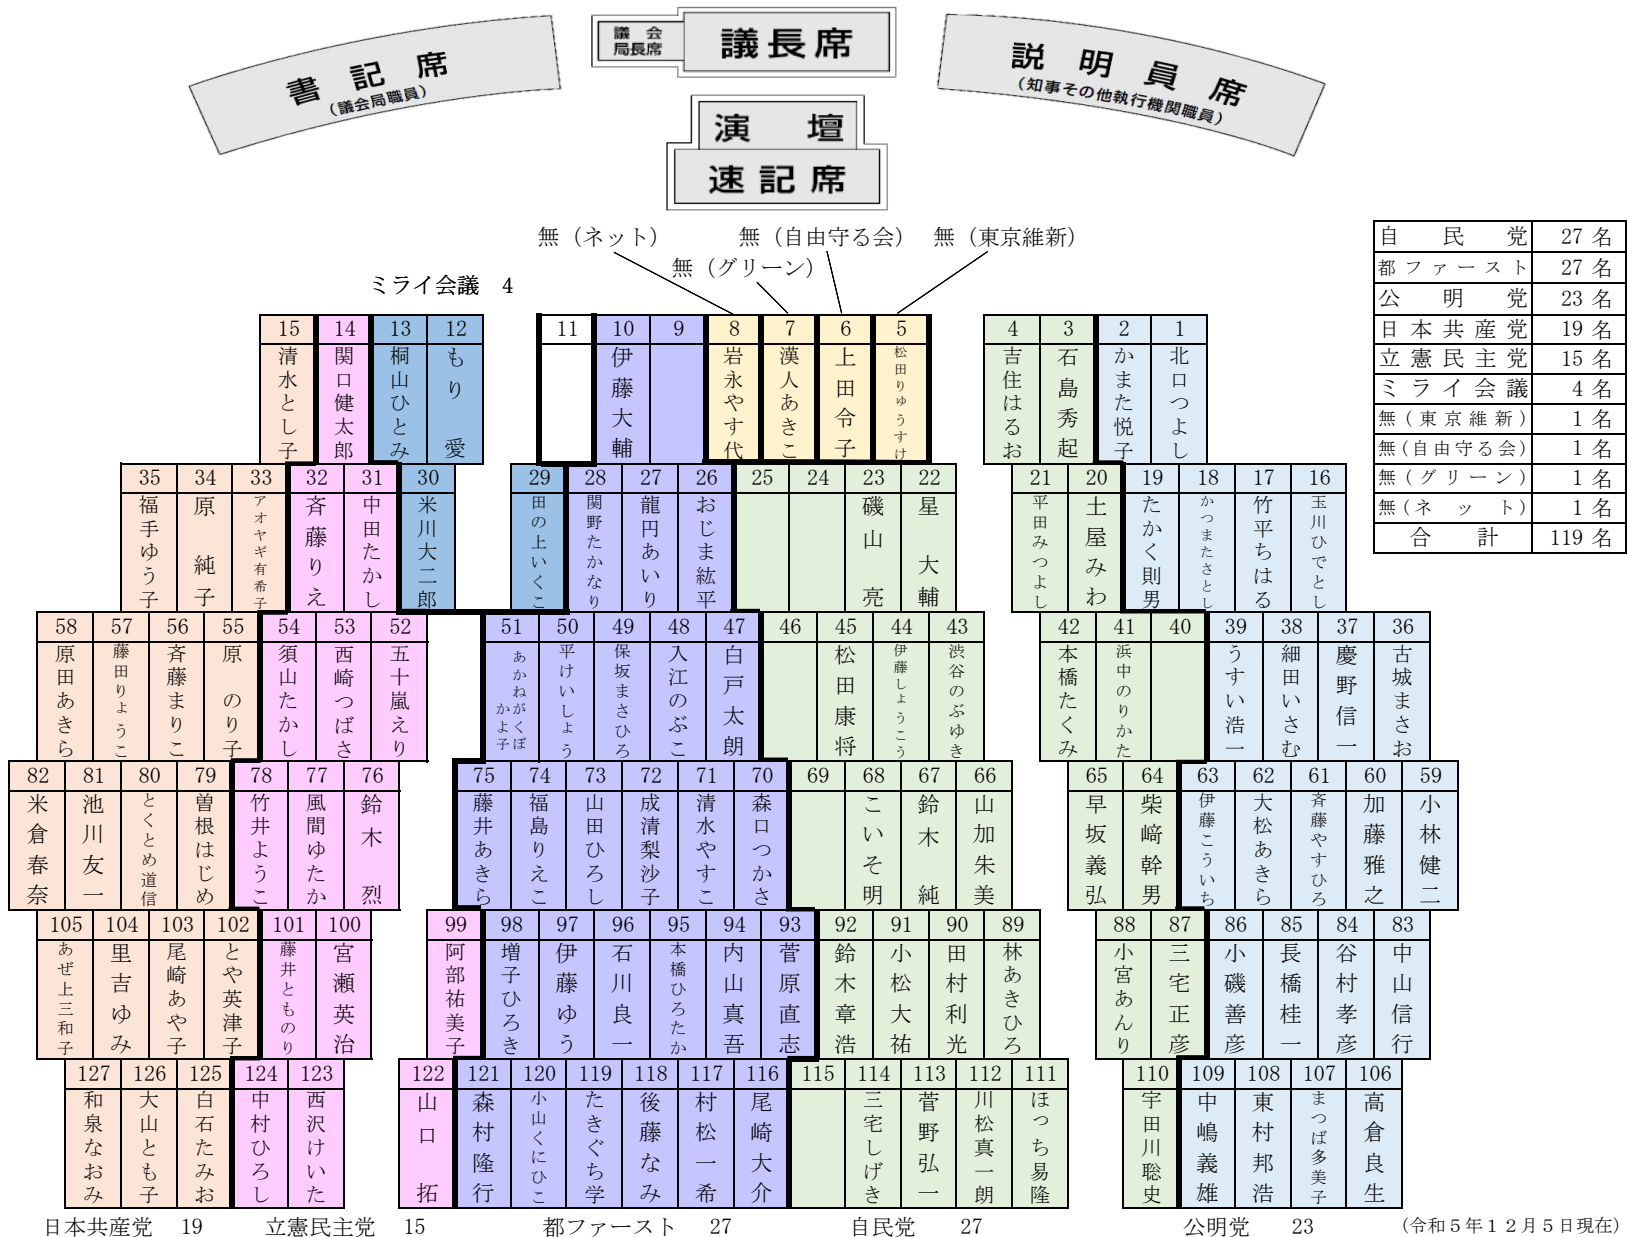 議会
局長席
議長席
書記席
（議会局職員）
説明員席
（知事その他執行機関職員）
演壇
速記席
無（ネット）
無（グリーン）
無（自由守る会）
無（東京維新）
ミライ会議 4
自民党 27名
都ファースト 27名
公明党 23名
日本共産党 19名
立憲民主党 15名
ミライ会議 4名
無（東京維新） 1名
無（自由守る会） 1名
無（グリーン） 1名
無（ネット） 1名
合計 119名
15 清水とし子
14 関口健太郎
13 桐山ひとみ
12 もり愛
11
10 伊藤大輔
9
8 岩永やす代
7 漢人あきこ
6 上田令子
5 松田りゅうすけ
4 吉住はるお
3 石島秀起
2 かまた悦子
1 北口つよし
35 福手ゆう子
34 原純子
33 アオヤギ有希子
32 斉藤りえ
31 中田たかし
30 米川大二郎
29 田の上いくこ
28 関野たかなり
27 龍円あいり
26 おじま紘平
25
24
23 磯山亮
22 星大輔
21 平田みつよし
20 土屋みわ
19 たかく則男
18 かつまたさとし
17 竹平ちはる
16 玉川ひでとし
58 原田あきら
57 藤田りょうこ
56 斉藤まりこ
55 原のり子
54 須山たかし
53 西崎つばさ
52 五十嵐えり
51 あかねがくぼかよ子
50 平けいしょう
49 保坂まさひろ
48 入江のぶこ
47 白戸太朗
46
45 松田康将
44 伊藤しょうこう
43 渋谷のぶゆき
42 本橋たくみ
41 浜中のりかた
40
39 うすい浩一
38 細田いさむ
37 慶野信一
36 古城まさお
82 米倉春奈
81 池川友一
80 とくとめ道信
79 曽根はじめ
78 竹井ようこ
77 風間ゆたか
76 鈴木烈
75 藤井あきら
74 福島りえこ
73 山田ひろし
72 成清梨沙子
71 清水やすこ
70 森口つかさ
69
68 こいそ明
67 鈴木純
66 山加朱美
65 早坂義弘
64 柴﨑幹男
63 伊藤こういち
62 大松あきら
61 斉藤やすひろ
60 加藤雅之
59 小林健二
105 あぜ上三和子
104 里吉ゆみ
103 尾崎あや子
102 とや英津子
101 藤井とものり
100 宮瀬英治
99 阿部祐美子
98 増子ひろき
97 伊藤ゆう
96 石川良一
95 本橋ひろたか
94 内山真吾
93 菅原直志
92 鈴木章浩
91 小松大祐
90 田村利光
89 林あきひろ
88 小宮あんり
87 三宅正彦
86 小磯善彦
85 長橋桂一
84 谷村孝彦
83 中山信行
127 和泉なおみ
126 大山とも子
125 白石たみお
124 中村ひろし
123 西沢けいた
122 山口拓
121 森村隆行
120 小山くにひこ
119 たきぐち学
118 後藤なみ
117 村松一希
116 尾崎大介
115
114 三宅しげき
113 菅野弘一
112 川松真一朗
111 ほっち易隆
110 宇田川聡史
109 中嶋義雄
108 東村邦浩
107 まつば多美子
106 高倉良生
日本共産党 19
立憲民主党 15
都ファースト 27
自民党 27
公明党 23
（令和５年１２月５日現在）